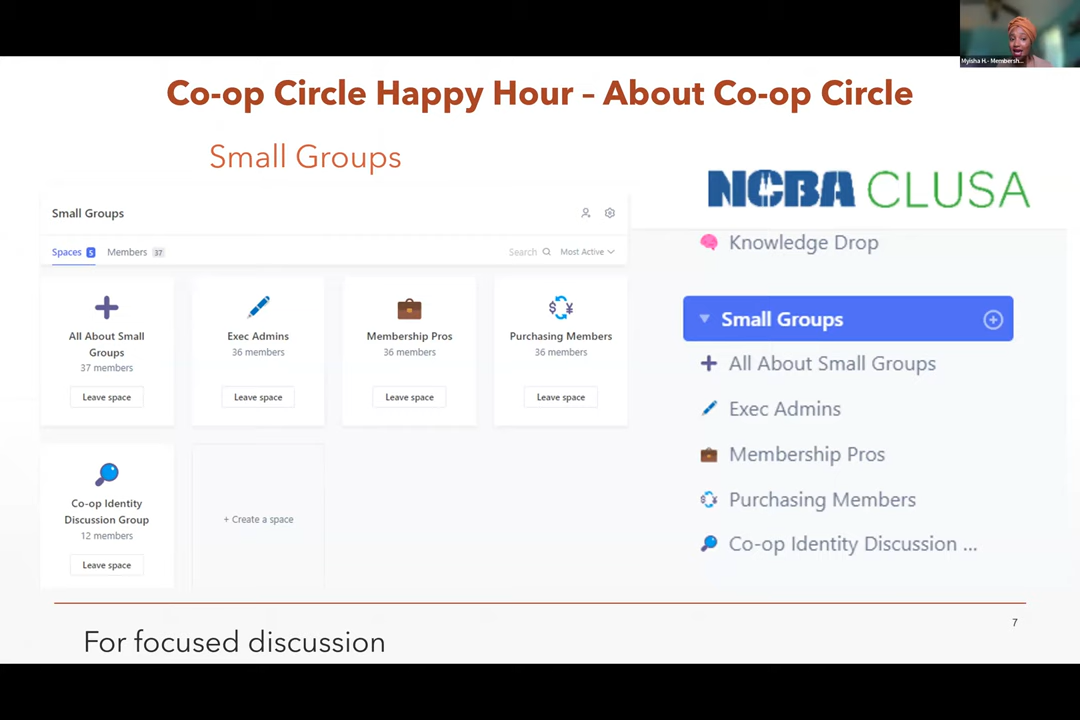 Myisha H.- Membersh...
Co-op Circle Happy Hour – About Co-op Circle
Small Groups
Small Groups
Spaces 5 Members 37
Search Most Active
All About Small
Groups
37 members
Leave space
Exec Admins
36 members
Leave space
Membership Pros
36 members
Leave space
Purchasing Members
36 members
Leave space
Co-op Identity
Discussion Group
12 members
Leave space
+ Create a space
NCBA CLUSA
Knowledge Drop
Small Groups
All About Small Groups
Exec Admins
Membership Pros
Purchasing Members
Co-op Identity Discussion ...
7
For focused discussion